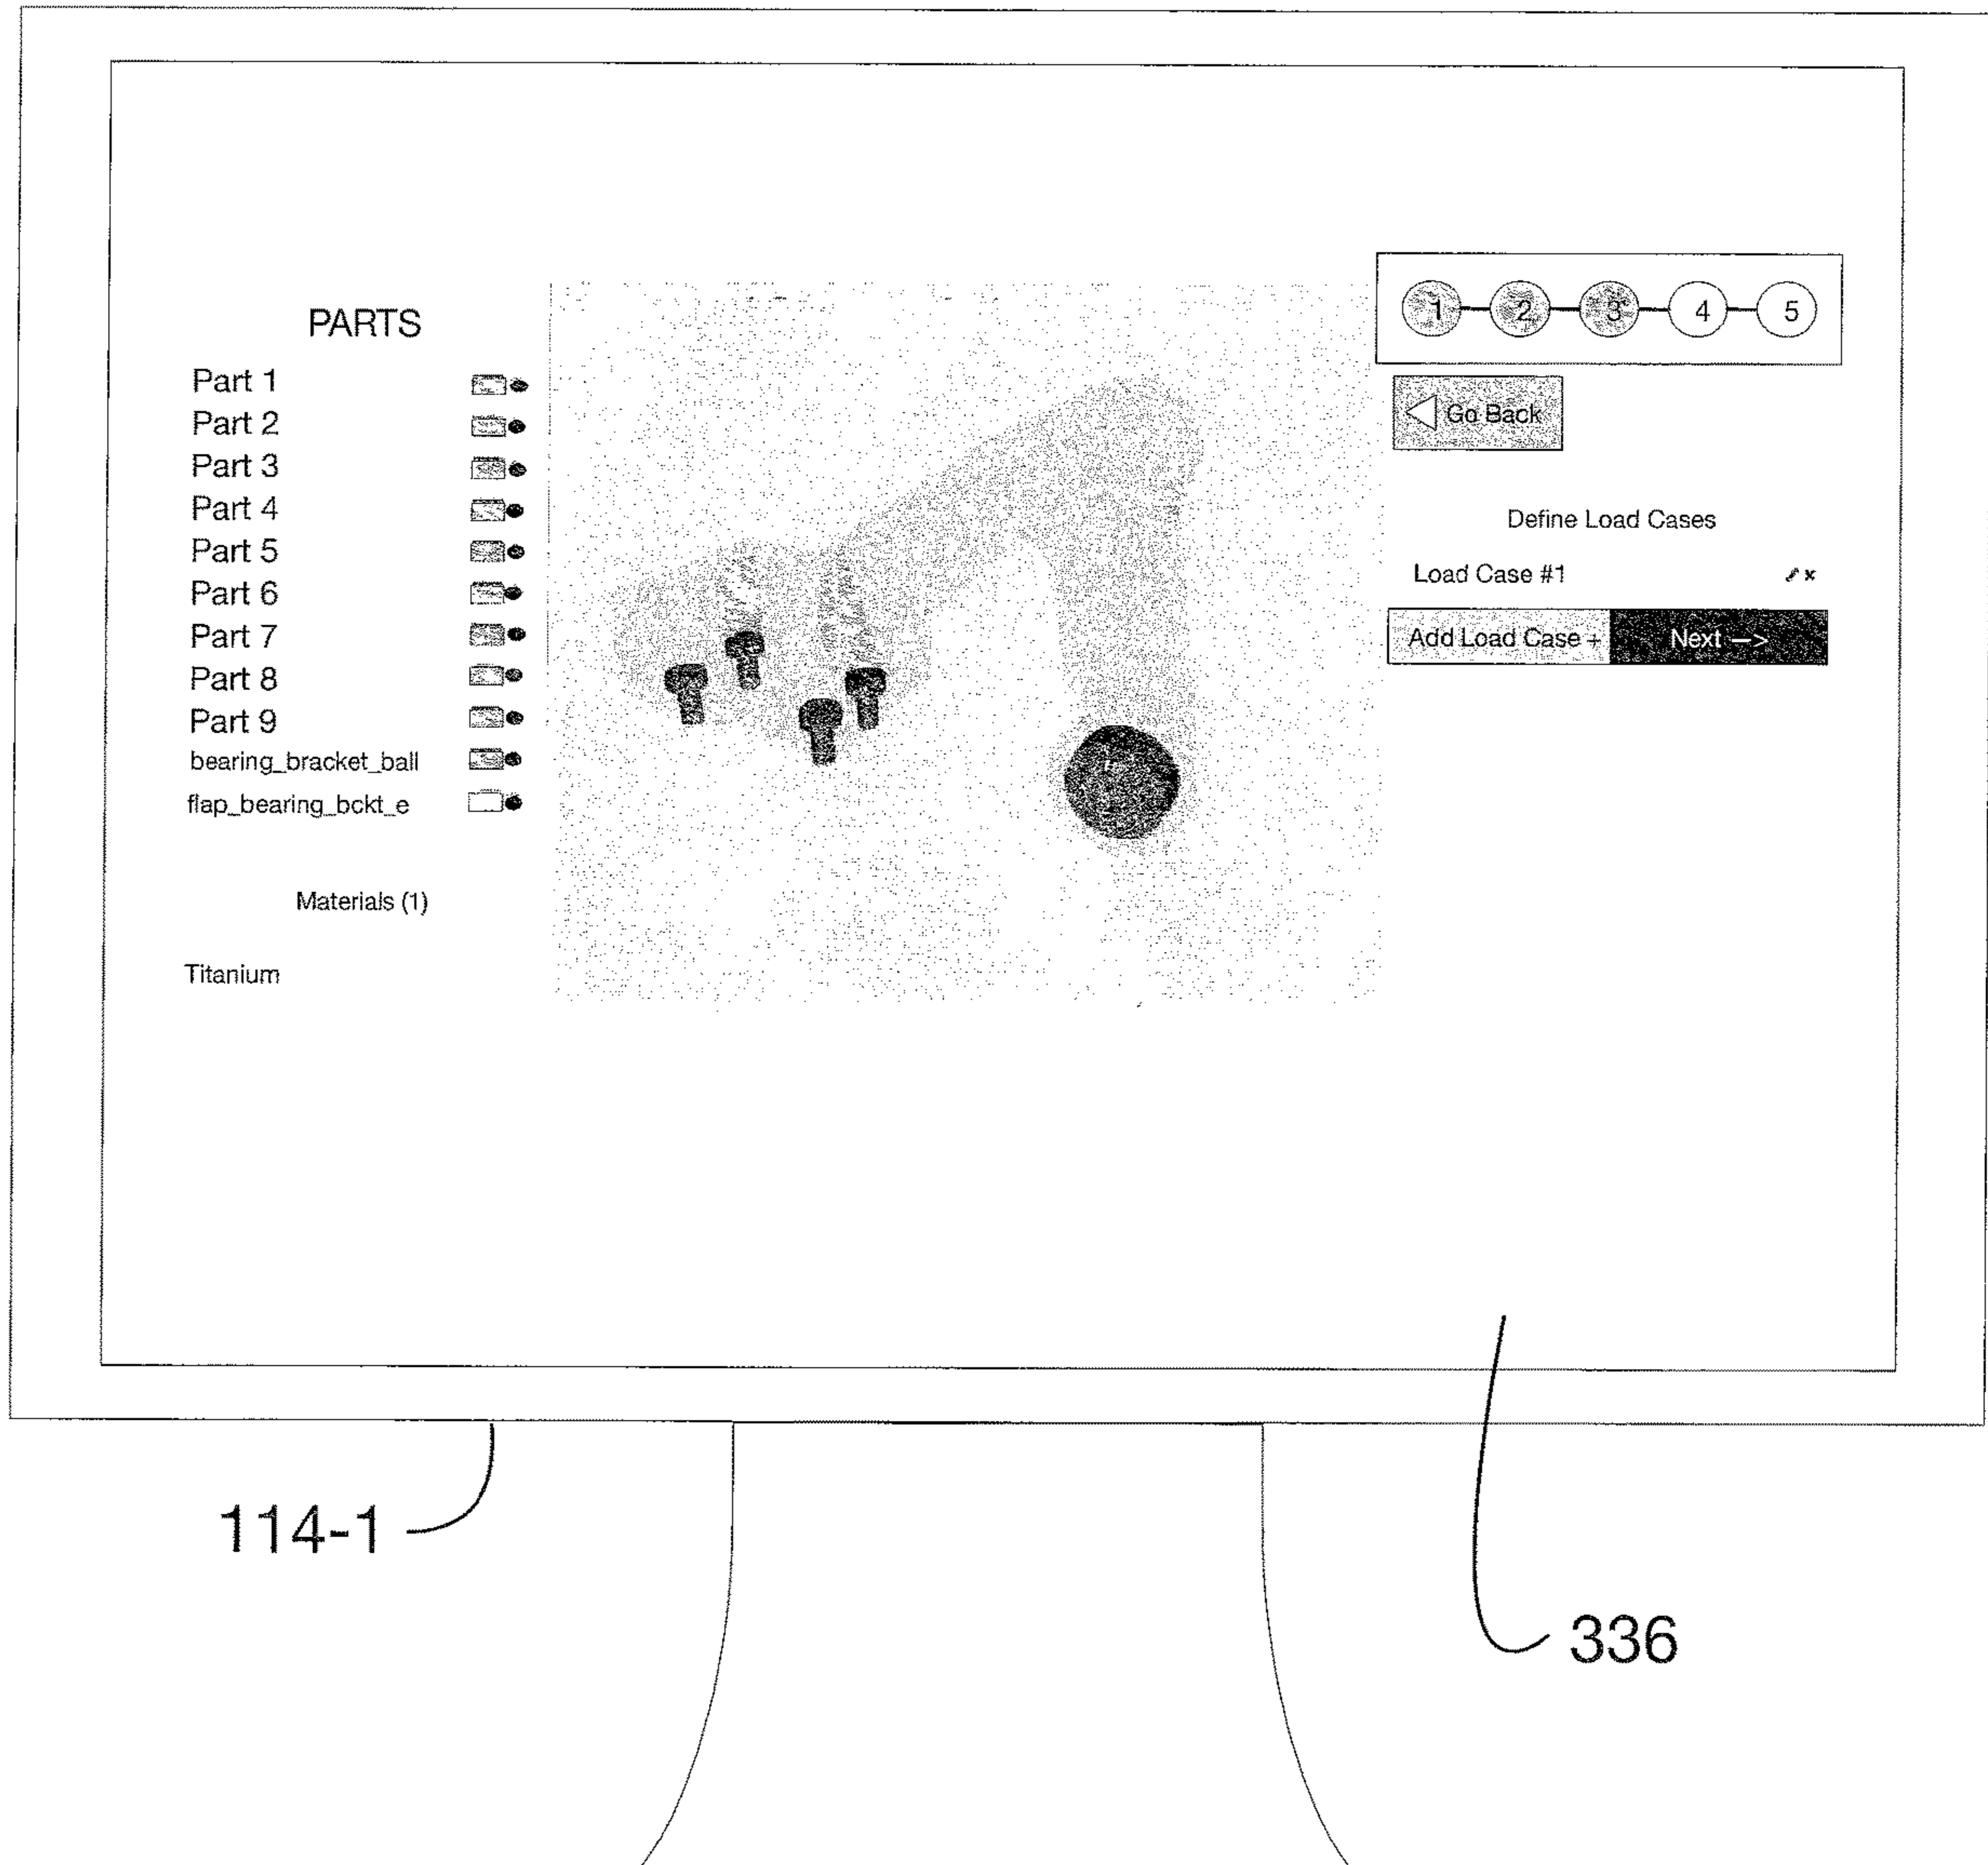 PARTS
Part 1
Part 2
Part 3
Part 4
Part 5
Part 6
Part 7
Part 8
Part 9
bearing_bracket_ball
flap_bearing_bckt_e
Materials (1)
Titanium
1 2 3 4 5
Go Back
Define Load Cases
Load Case #1
Add Load Case +
Next -->
114-1
336